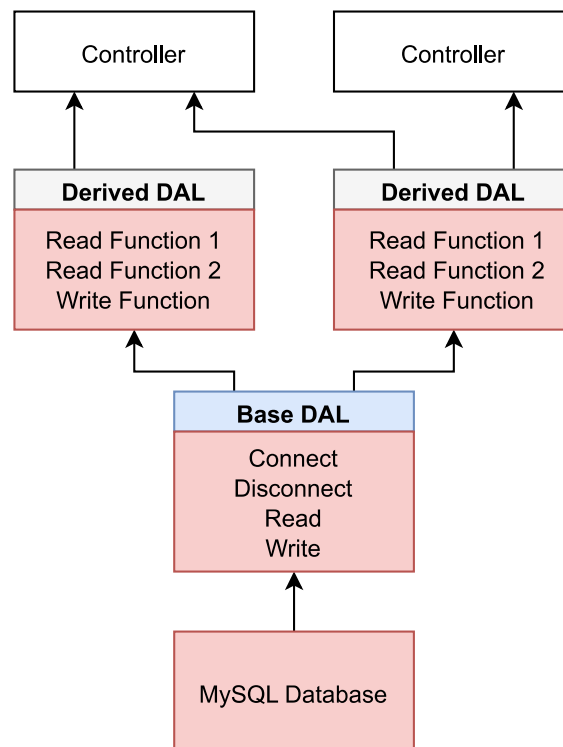 Controller
Controller
Derived DAL
Read Function 1
Read Function 2
Write Function
Derived DAL
Read Function 1
Read Function 2
Write Function
Base DAL
Connect
Disconnect
Read
Write
MySQL Database